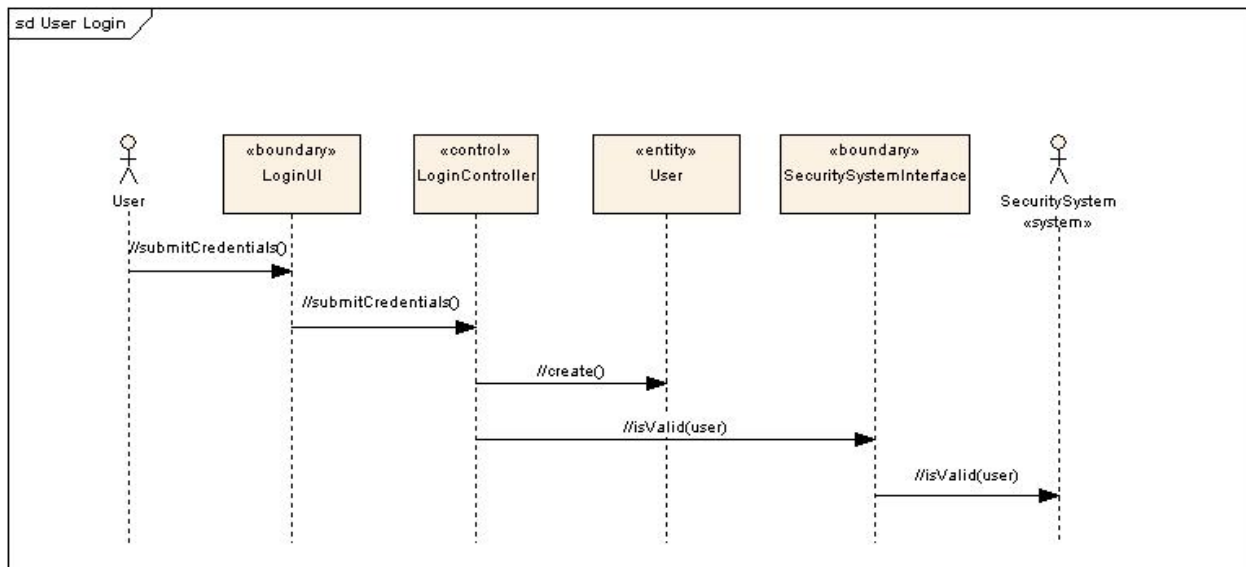 sd User Login
User
«boundary»
LoginUI
«control»
LoginController
«entity»
User
«boundary»
SecuritySystemInterface
SecuritySystem
«system»
//submitCredentials()
//submitCredentials()
//create()
//isValid(user)
//isValid(user)